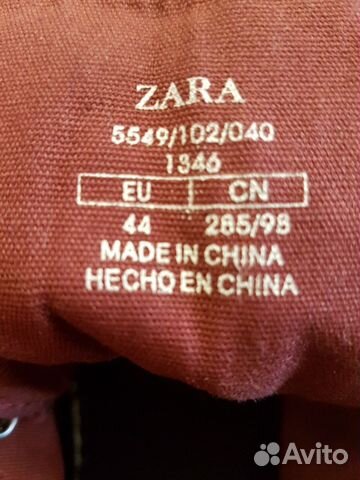 ZARA
5549/102/040
1346
EU CN
44 285/98
MADE IN CHINA
HECHO EN CHINA
Avito